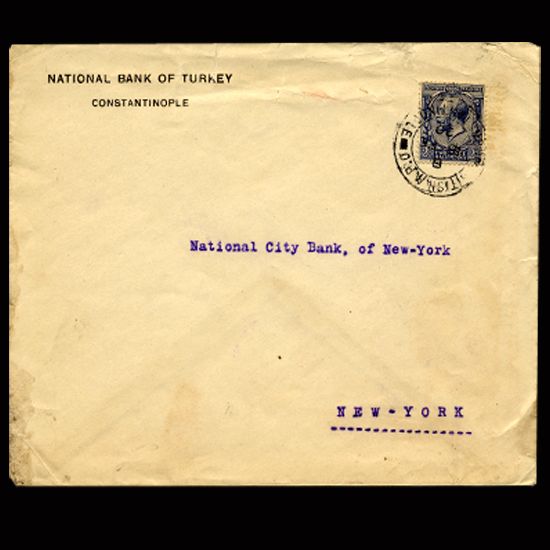 NATIONAL BANK OF TURKEY
CONSTANTINOPLE
National City Bank, of New-York
NEW-YORK